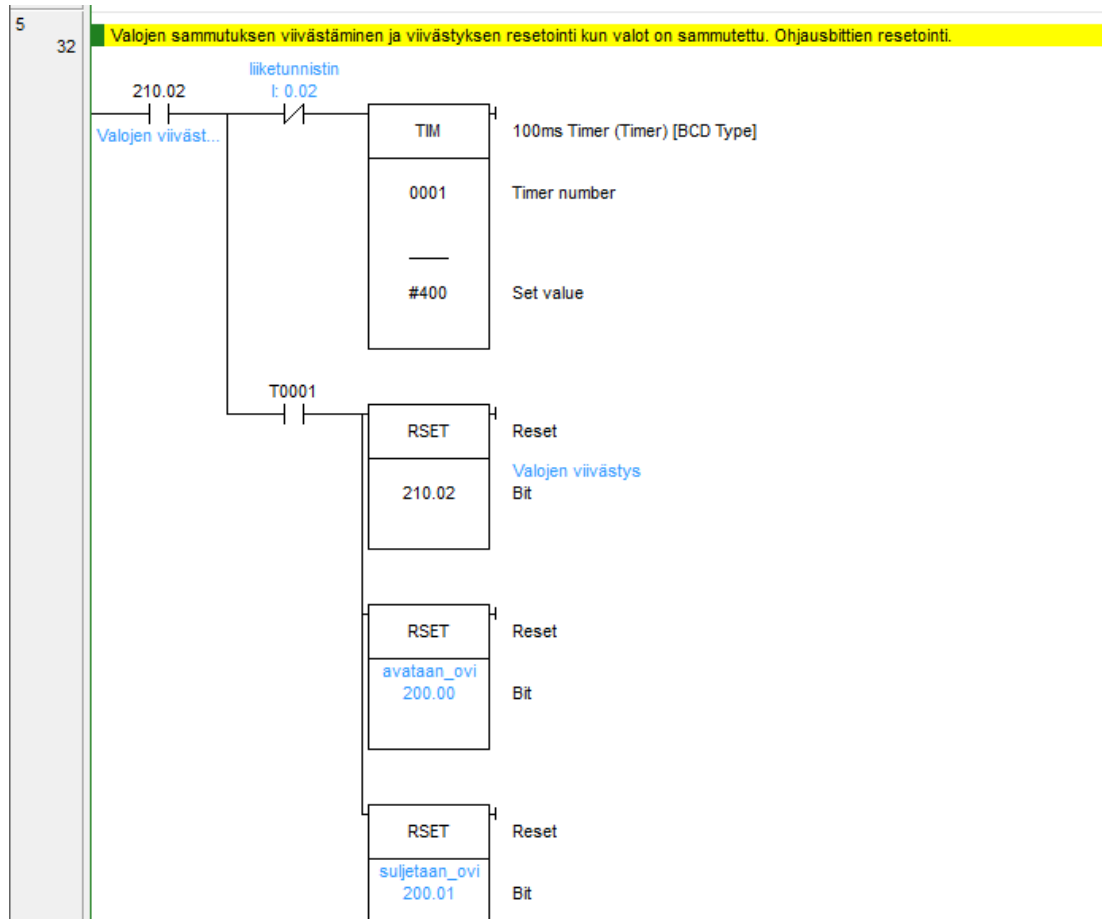 5
32
Valojen sammutuksen viivästäminen ja viivästyksen resetointi kun valot on sammutettu. Ohjausbittien resetointi.
liiketunnistin
210.02
I: 0.02
Valojen viiväst...
TIM
100ms Timer (Timer) [BCD Type]
0001
Timer number
#400
Set value
T0001
RSET
Reset
Valojen viivästys
210.02
Bit
RSET
Reset
avataan_ovi
200.00
Bit
RSET
Reset
suljetaan_ovi
200.01
Bit